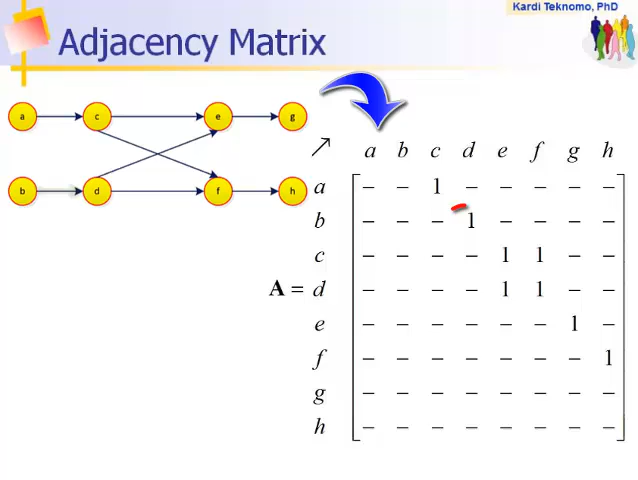 Kardi Teknomo, PhD
Adjacency Matrix
a c e g
b d f h
↗ a b c d e f g h
a – – 1 – – – – –
b – – – 1 – – – –
c – – – – 1 1 – –
A = d – – – – 1 1 – –
e – – – – – – 1 –
f – – – – – – – 1
g – – – – – – – –
h – – – – – – – –